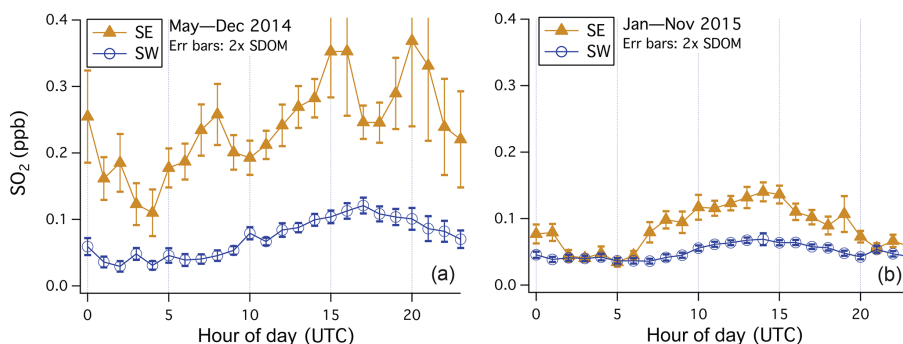 May—Dec 2014
Err bars: 2x SDOM
SE
SW
0.4
0.3
0.2
0.1
0.0
SO2 (ppb)
0
5
10
15
20
Hour of day (UTC)
(a)
Jan—Nov 2015
Err bars: 2x SDOM
SE
SW
0.4
0.3
0.2
0.1
0.0
0
5
10
15
20
Hour of day (UTC)
(b)